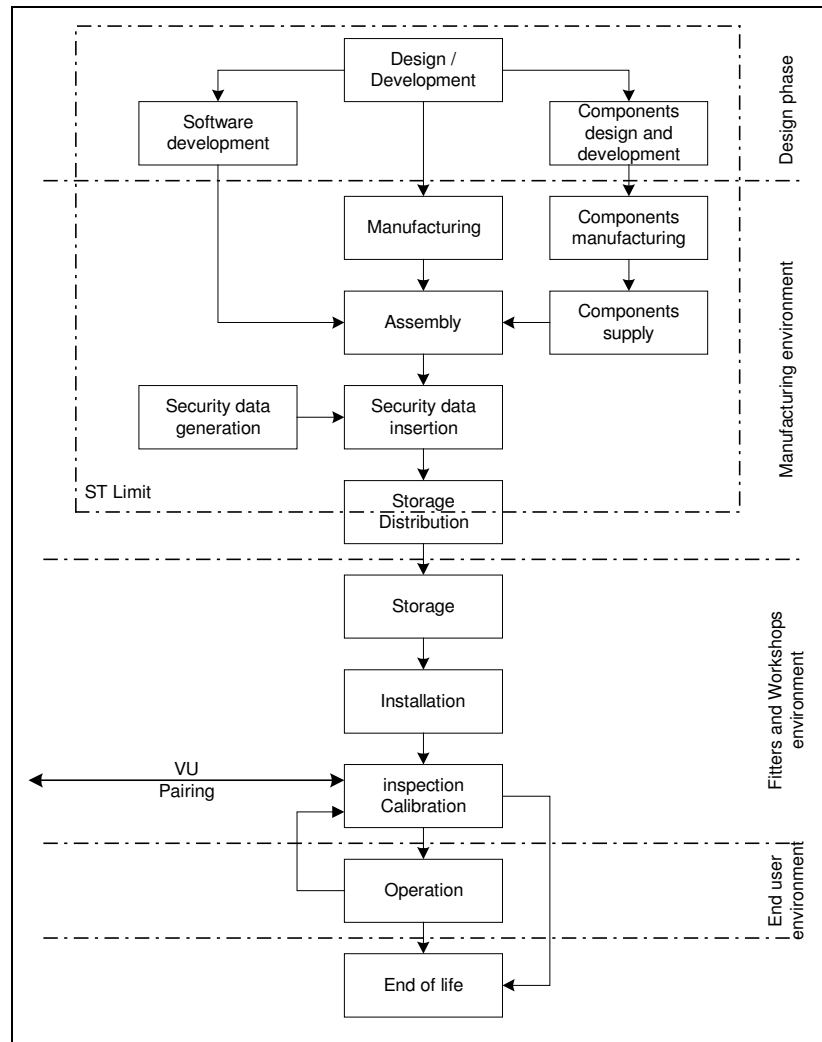 Design /
Development
Software
development
Components
design and
development
Design phase
Manufacturing
Components
manufacturing
Assembly
Components
supply
Manufacturing environment
Security data
generation
Security data
insertion
ST Limit
Storage
Distribution
Storage
Installation
Fitters and Workshops
environment
VU
Pairing
inspection
Calibration
Operation
End user
environment
End of life